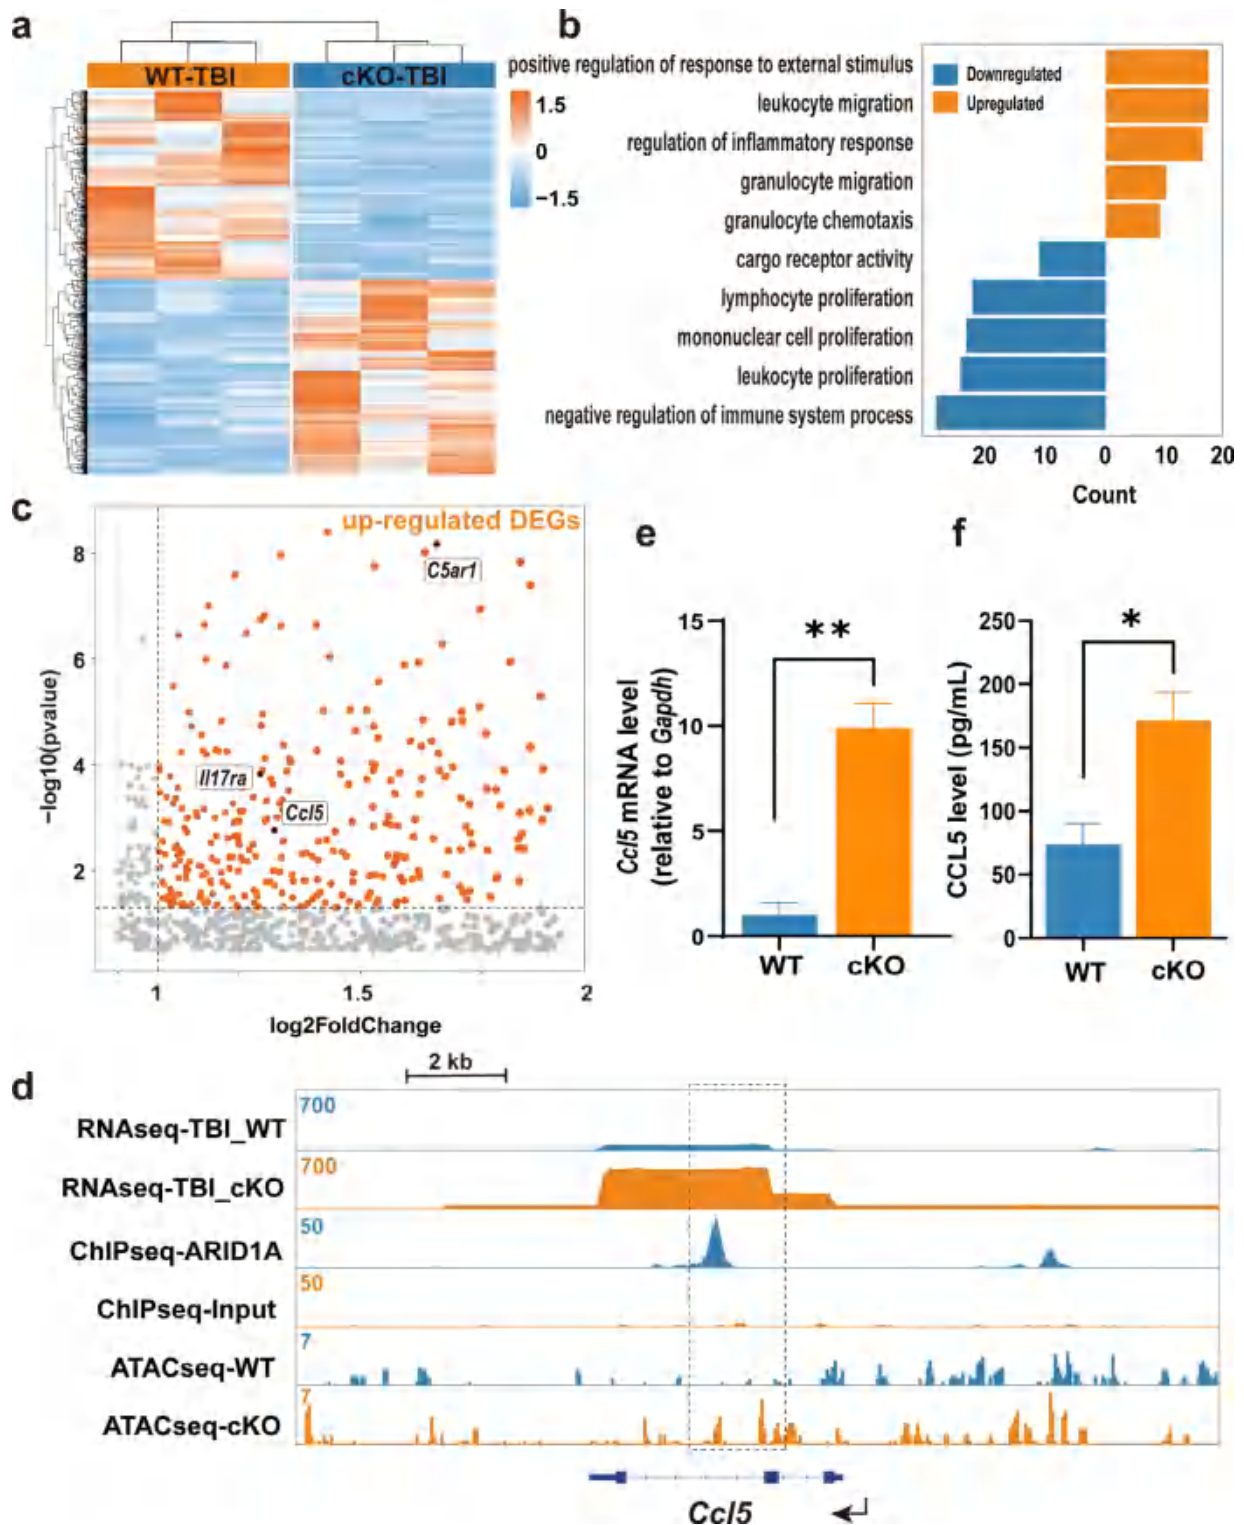 a
WT-TBI
cKO-TBI
1.5
0
−1.5
b
positive regulation of response to external stimulus
leukocyte migration
regulation of inflammatory response
granulocyte migration
granulocyte chemotaxis
cargo receptor activity
lymphocyte proliferation
mononuclear cell proliferation
leukocyte proliferation
negative regulation of immune system process
Downregulated
Upregulated
20 10 0 10 20
Count
c
up-regulated DEGs
C5ar1
Il17ra
Ccl5
8
6
4
2
−log10(pvalue)
1 1.5 2
log2FoldChange
e
**
15
10
5
0
Ccl5 mRNA level
(relative to Gapdh)
WT cKO
f
*
250
200
150
100
50
0
CCL5 level (pg/mL)
WT cKO
d
2 kb
RNAseq-TBI_WT
700
RNAseq-TBI_cKO
700
ChIPseq-ARID1A
50
ChIPseq-Input
50
ATACseq-WT
7
ATACseq-cKO
7
Ccl5